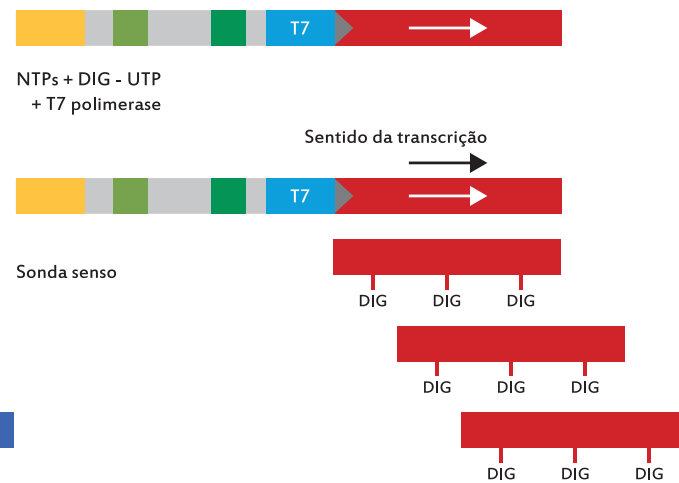 T7
NTPs + DIG - UTP
+ T7 polimerase
Sentido da transcrição
T7
Sonda senso
DIG DIG DIG
DIG DIG DIG
DIG DIG DIG